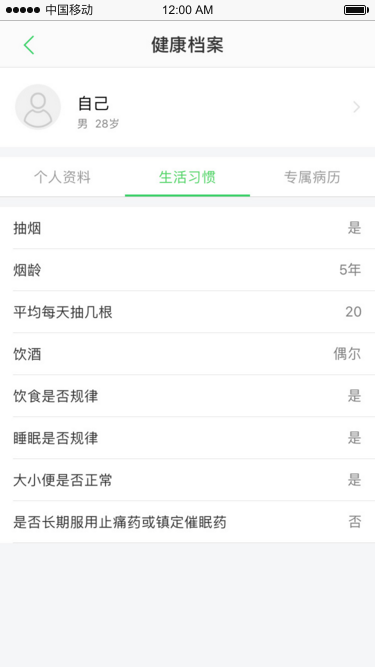 中国移动 12:00 AM
健康档案
自己
男 28岁
个人资料 生活习惯 专属病历
抽烟 是
烟龄 5年
平均每天抽几根 20
饮酒 偶尔
饮食是否规律 是
睡眠是否规律 是
大小便是否正常 是
是否长期服用止痛药或镇定催眠药 否